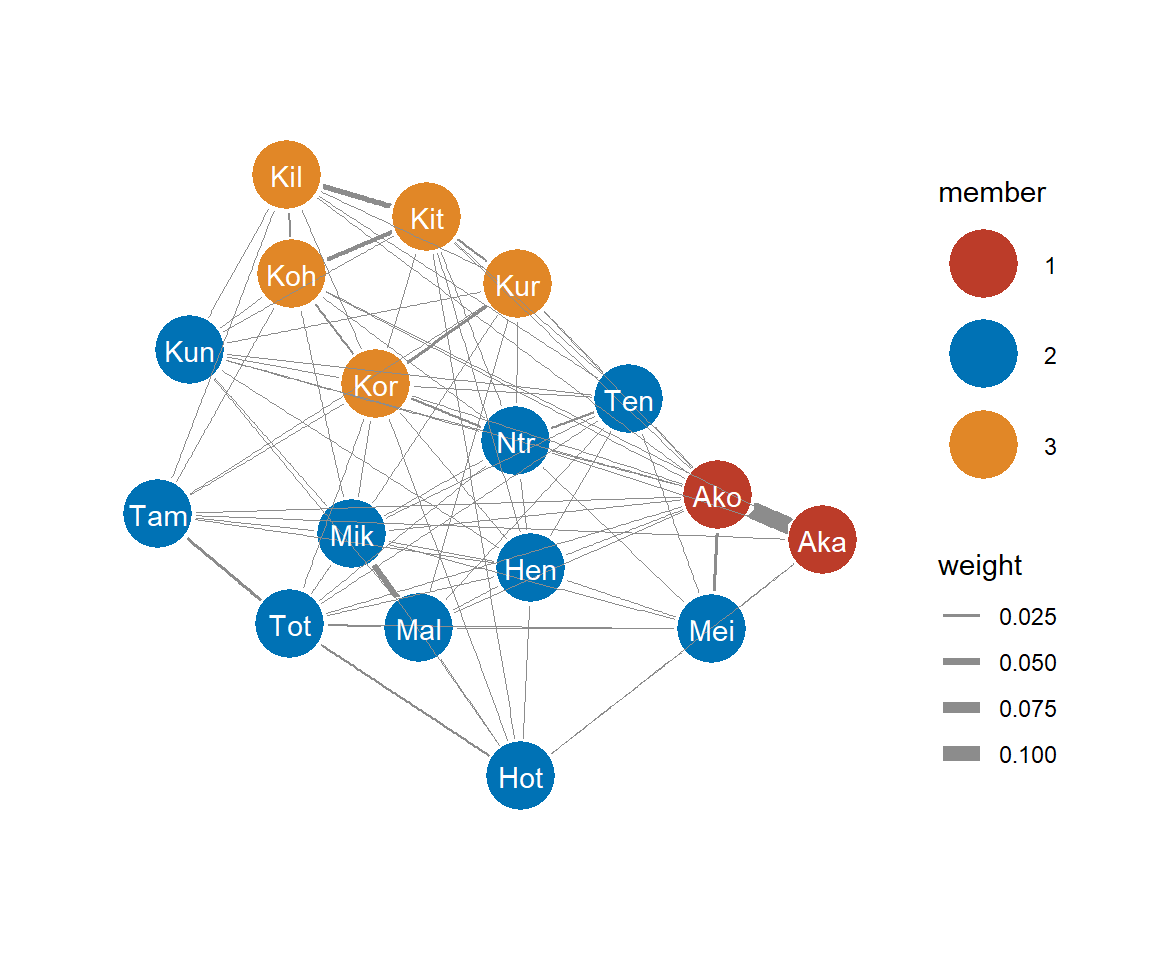 Kil
Kit
Koh
Kur
Kun
Kor
Ten
Ntr
Ako
Tam
Mik
Aka
Hen
Tot
Mal
Mei
Hot
member
1
2
3
weight
0.025
0.050
0.075
0.100